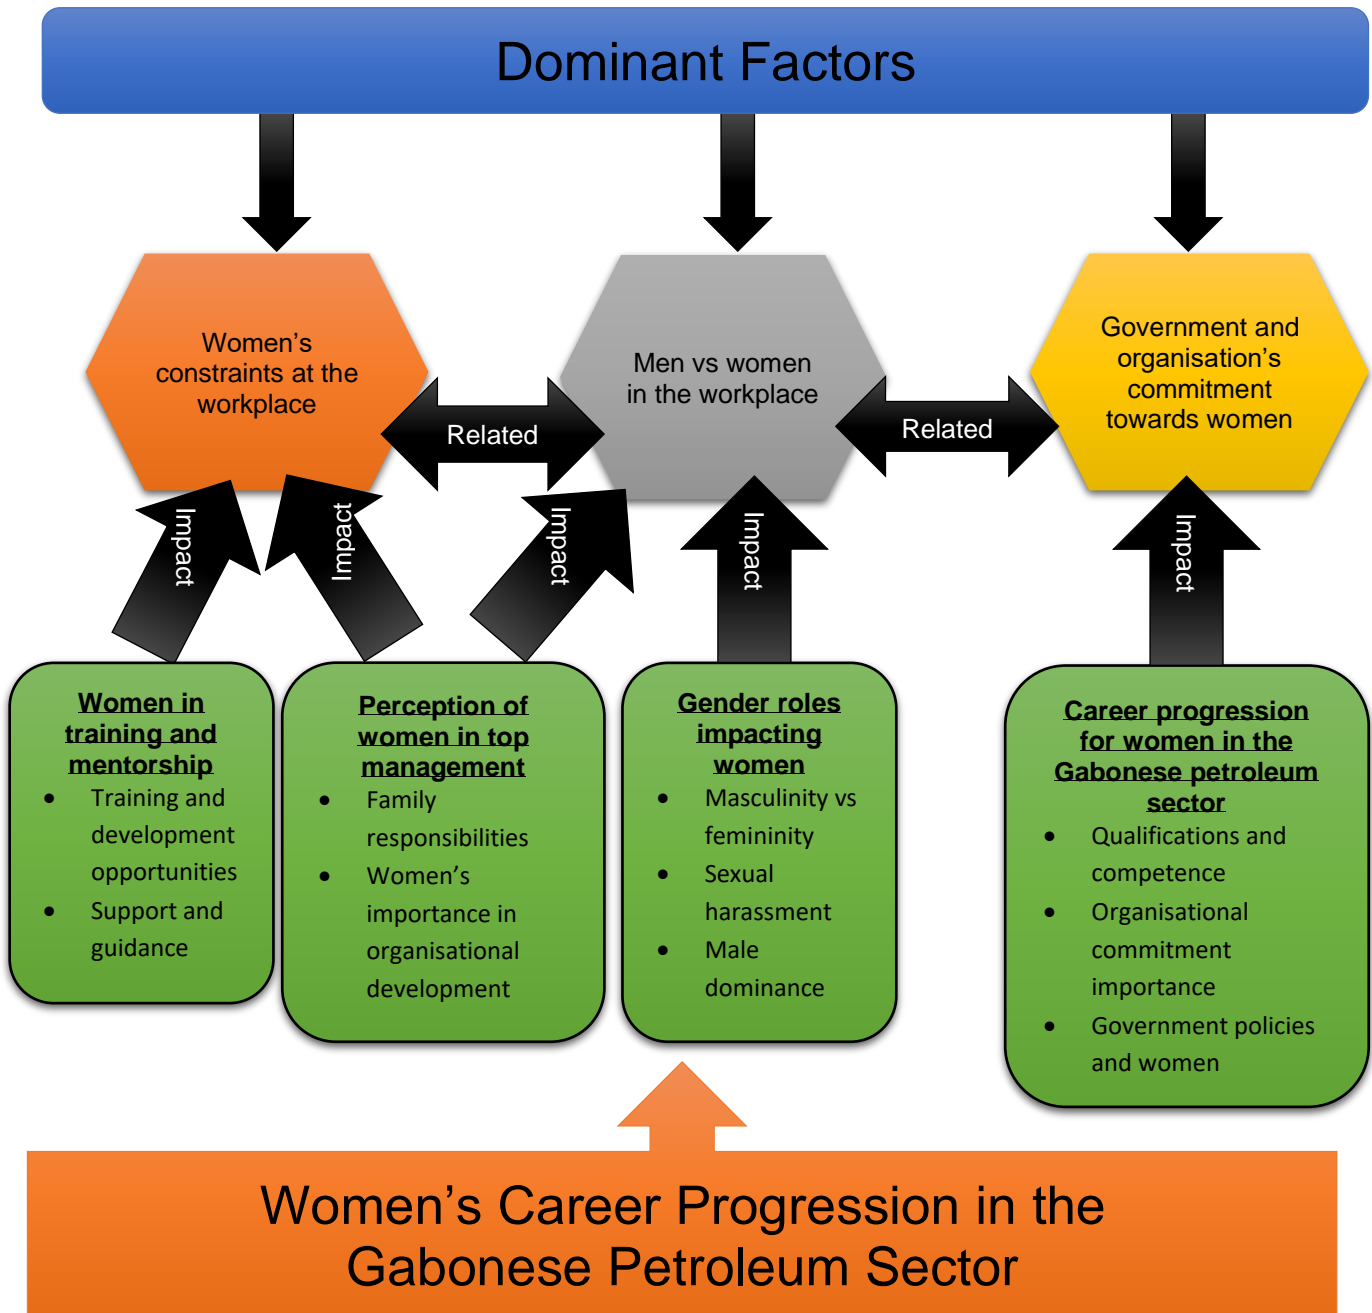 Dominant Factors
Women’s
constraints at the
workplace
Men vs women
in the workplace
Government and
organisation’s
commitment
towards women
Related
Related
Impact
Impact
Impact
Impact
Impact
Women in
training and
mentorship
• Training and
development
opportunities
• Support and
guidance
Perception of
women in top
management
• Family
responsibilities
• Women’s
importance in
organisational
development
Gender roles
impacting
women
• Masculinity vs
femininity
• Sexual
harassment
• Male
dominance
Career progression
for women in the
Gabonese petroleum
sector
• Qualifications and
competence
• Organisational
commitment
importance
• Government policies
and women
Women’s Career Progression in the
Gabonese Petroleum Sector